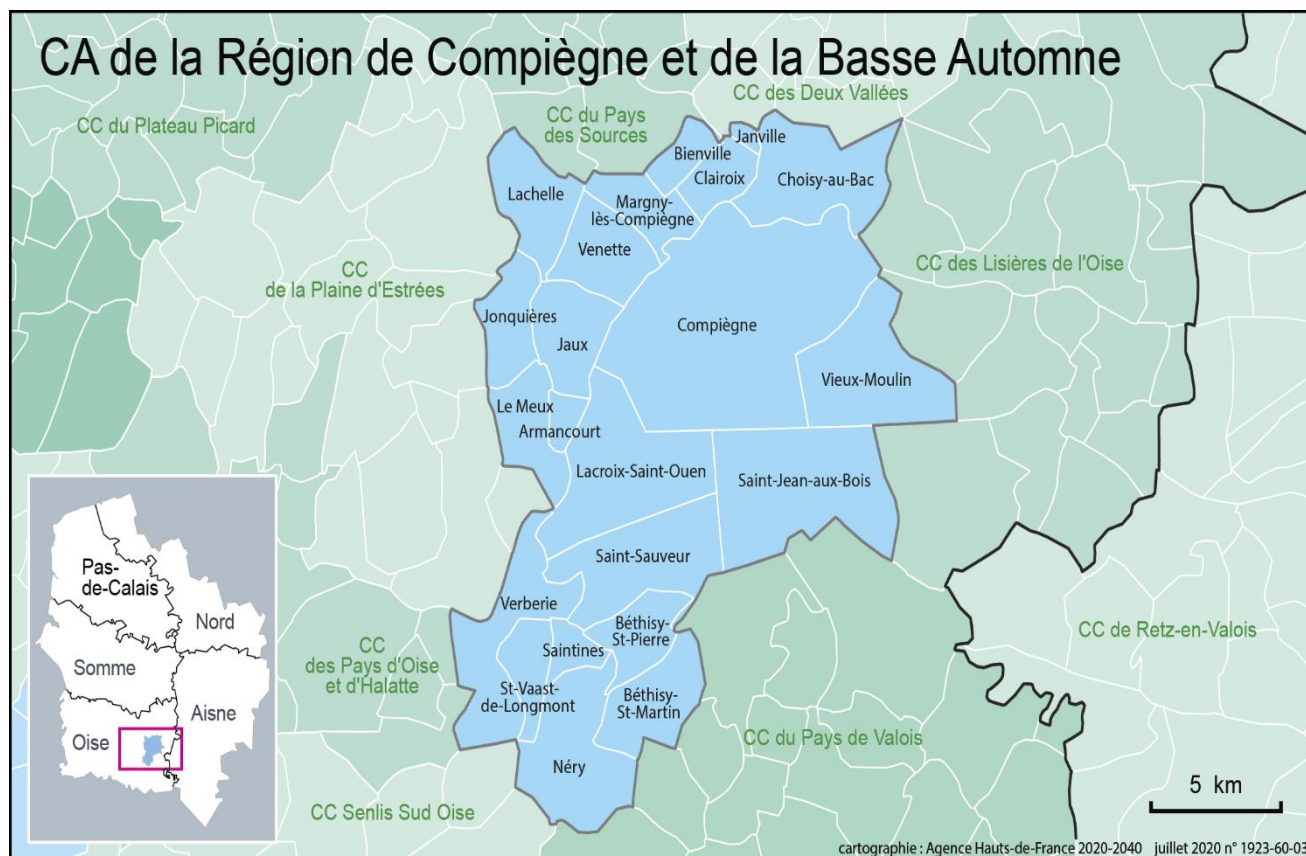 CA de la Région de Compiègne et de la Basse Automne
CC du Plateau Picard
CC du Pays
des Sources
CC des Deux Vallées
Janville
Bienville
Clairoix
Choisy-au-Bac
Lachelle
Margny-
lès-Compiègne
Venette
CC
de la Plaine d'Estrées
CC des Lisières de l'Oise
Jonquières
Jaux
Compiègne
Vieux-Moulin
Le Meux
Armancourt
Lacroix-Saint-Ouen
Saint-Jean-aux-Bois
Saint-Sauveur
Verberie
Béthisy-
St-Pierre
Saintines
CC
des Pays d'Oise
et d'Halatte
St-Vaast-
de-Longmont
Béthisy-
St-Martin
CC de Retz-en-Valois
CC du Pays de Valois
Néry
CC Senlis Sud Oise
Pas-
de-Calais
Nord
Somme
Aisne
Oise
5 km
cartographie : Agence Hauts-de-France 2020-2040 juillet 2020 n° 1923-60-03